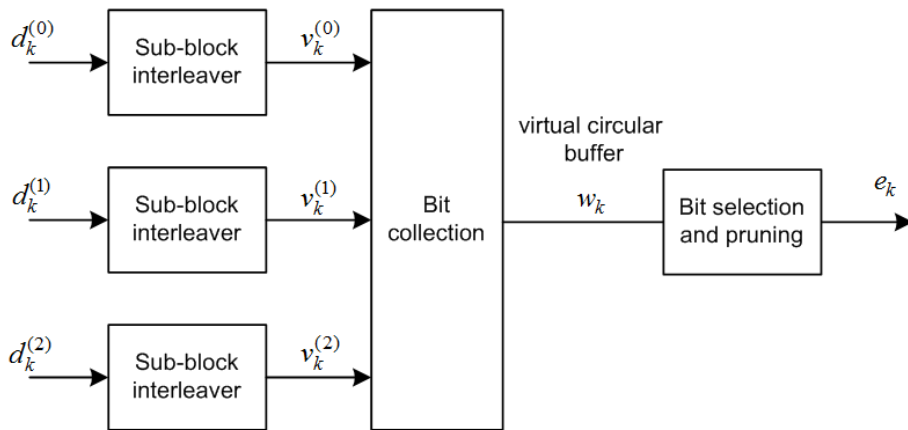 d_k^{(0)}
Sub-block
interleaver
v_k^{(0)}
d_k^{(1)}
Sub-block
interleaver
v_k^{(1)}
d_k^{(2)}
Sub-block
interleaver
v_k^{(2)}
Bit
collection
virtual circular
buffer
w_k
Bit selection
and pruning
e_k